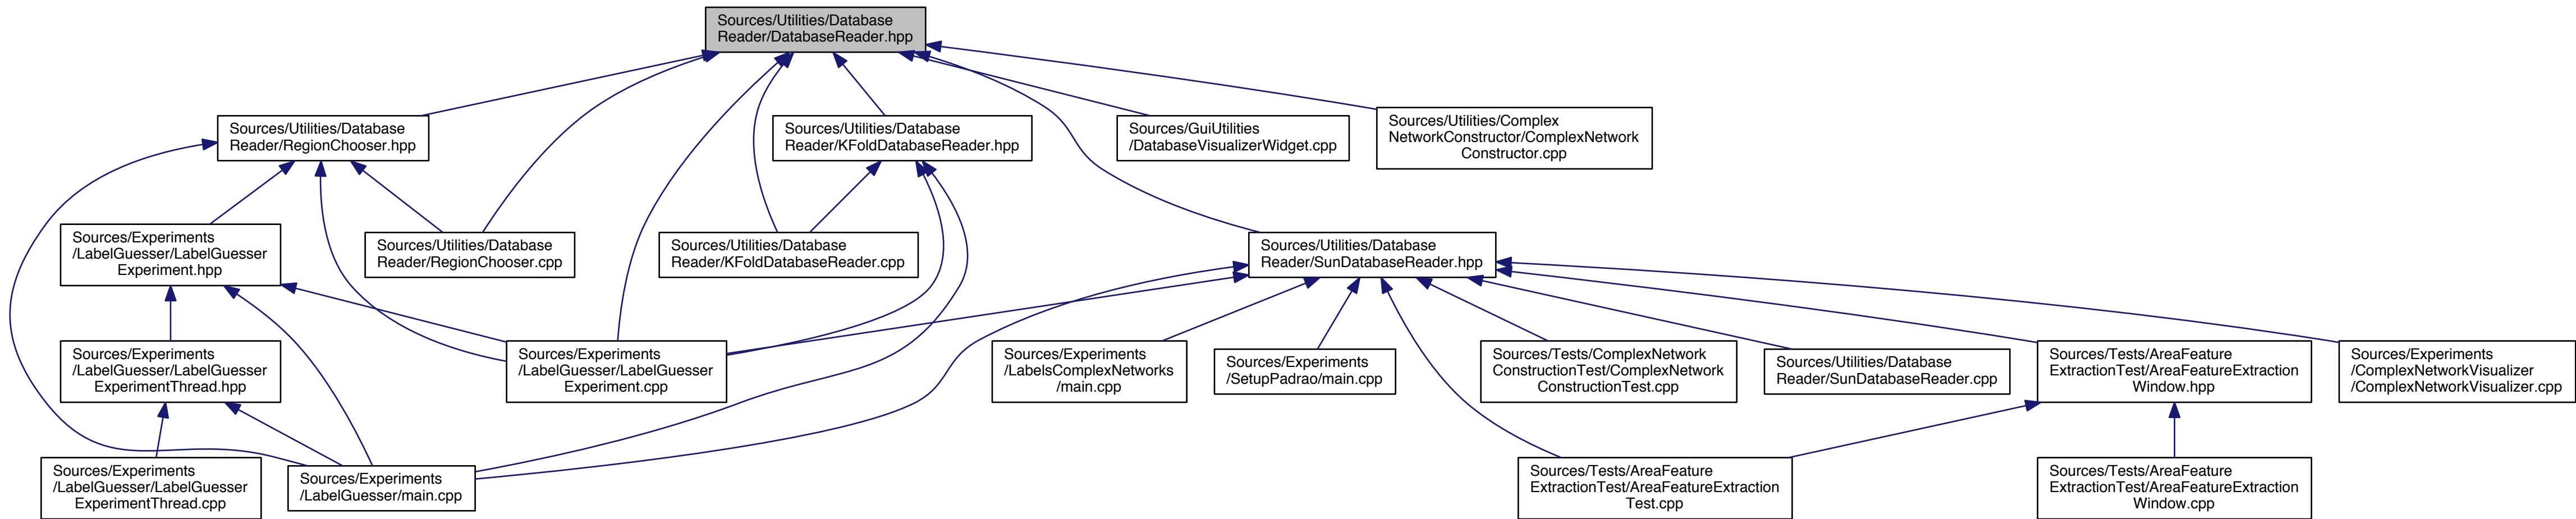 Sources/Utilities/Database
Reader/DatabaseReader.hpp
Sources/Utilities/Database
Reader/RegionChooser.hpp
Sources/Utilities/Database
Reader/KFoldDatabaseReader.hpp
Sources/GuiUtilities
/DatabaseVisualizerWidget.cpp
Sources/Utilities/Complex
NetworkConstructor/ComplexNetwork
Constructor.cpp
Sources/Experiments
/LabelGuesser/LabelGuesser
Experiment.hpp
Sources/Utilities/Database
Reader/RegionChooser.cpp
Sources/Utilities/Database
Reader/KFoldDatabaseReader.cpp
Sources/Utilities/Database
Reader/SunDatabaseReader.hpp
Sources/Experiments
/LabelGuesser/LabelGuesser
ExperimentThread.hpp
Sources/Experiments
/LabelGuesser/LabelGuesser
Experiment.cpp
Sources/Experiments
/LabelsComplexNetworks
/main.cpp
Sources/Experiments
/SetupPadrao/main.cpp
Sources/Tests/ComplexNetwork
ConstructionTest/ComplexNetwork
ConstructionTest.cpp
Sources/Utilities/Database
Reader/SunDatabaseReader.cpp
Sources/Tests/AreaFeature
ExtractionTest/AreaFeatureExtraction
Window.hpp
Sources/Experiments
/ComplexNetworkVisualizer
/ComplexNetworkVisualizer.cpp
Sources/Experiments
/LabelGuesser/LabelGuesser
ExperimentThread.cpp
Sources/Experiments
/LabelGuesser/main.cpp
Sources/Tests/AreaFeature
ExtractionTest/AreaFeatureExtraction
Test.cpp
Sources/Tests/AreaFeature
ExtractionTest/AreaFeatureExtraction
Window.cpp